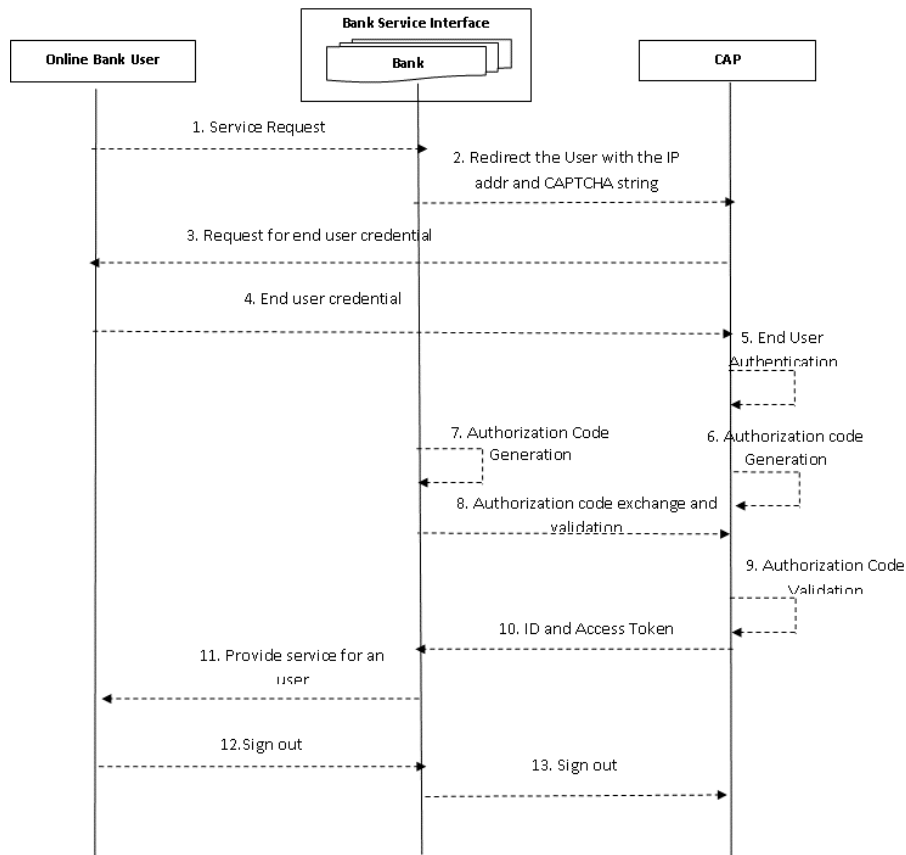 Bank Service Interface
Online Bank User
Bank
CAP
1. Service Request
2. Redirect the User with the IP
addr and CAPTCHA string
3. Request for end user credential
4. End user credential
5. End User
Authentication
7. Authorization Code
Generation
6. Authorization code
Generation
8. Authorization code exchange and
validation
9. Authorization Code
Validation
10. ID and Access Token
11. Provide service for an
user
12.Sign out
13. Sign out